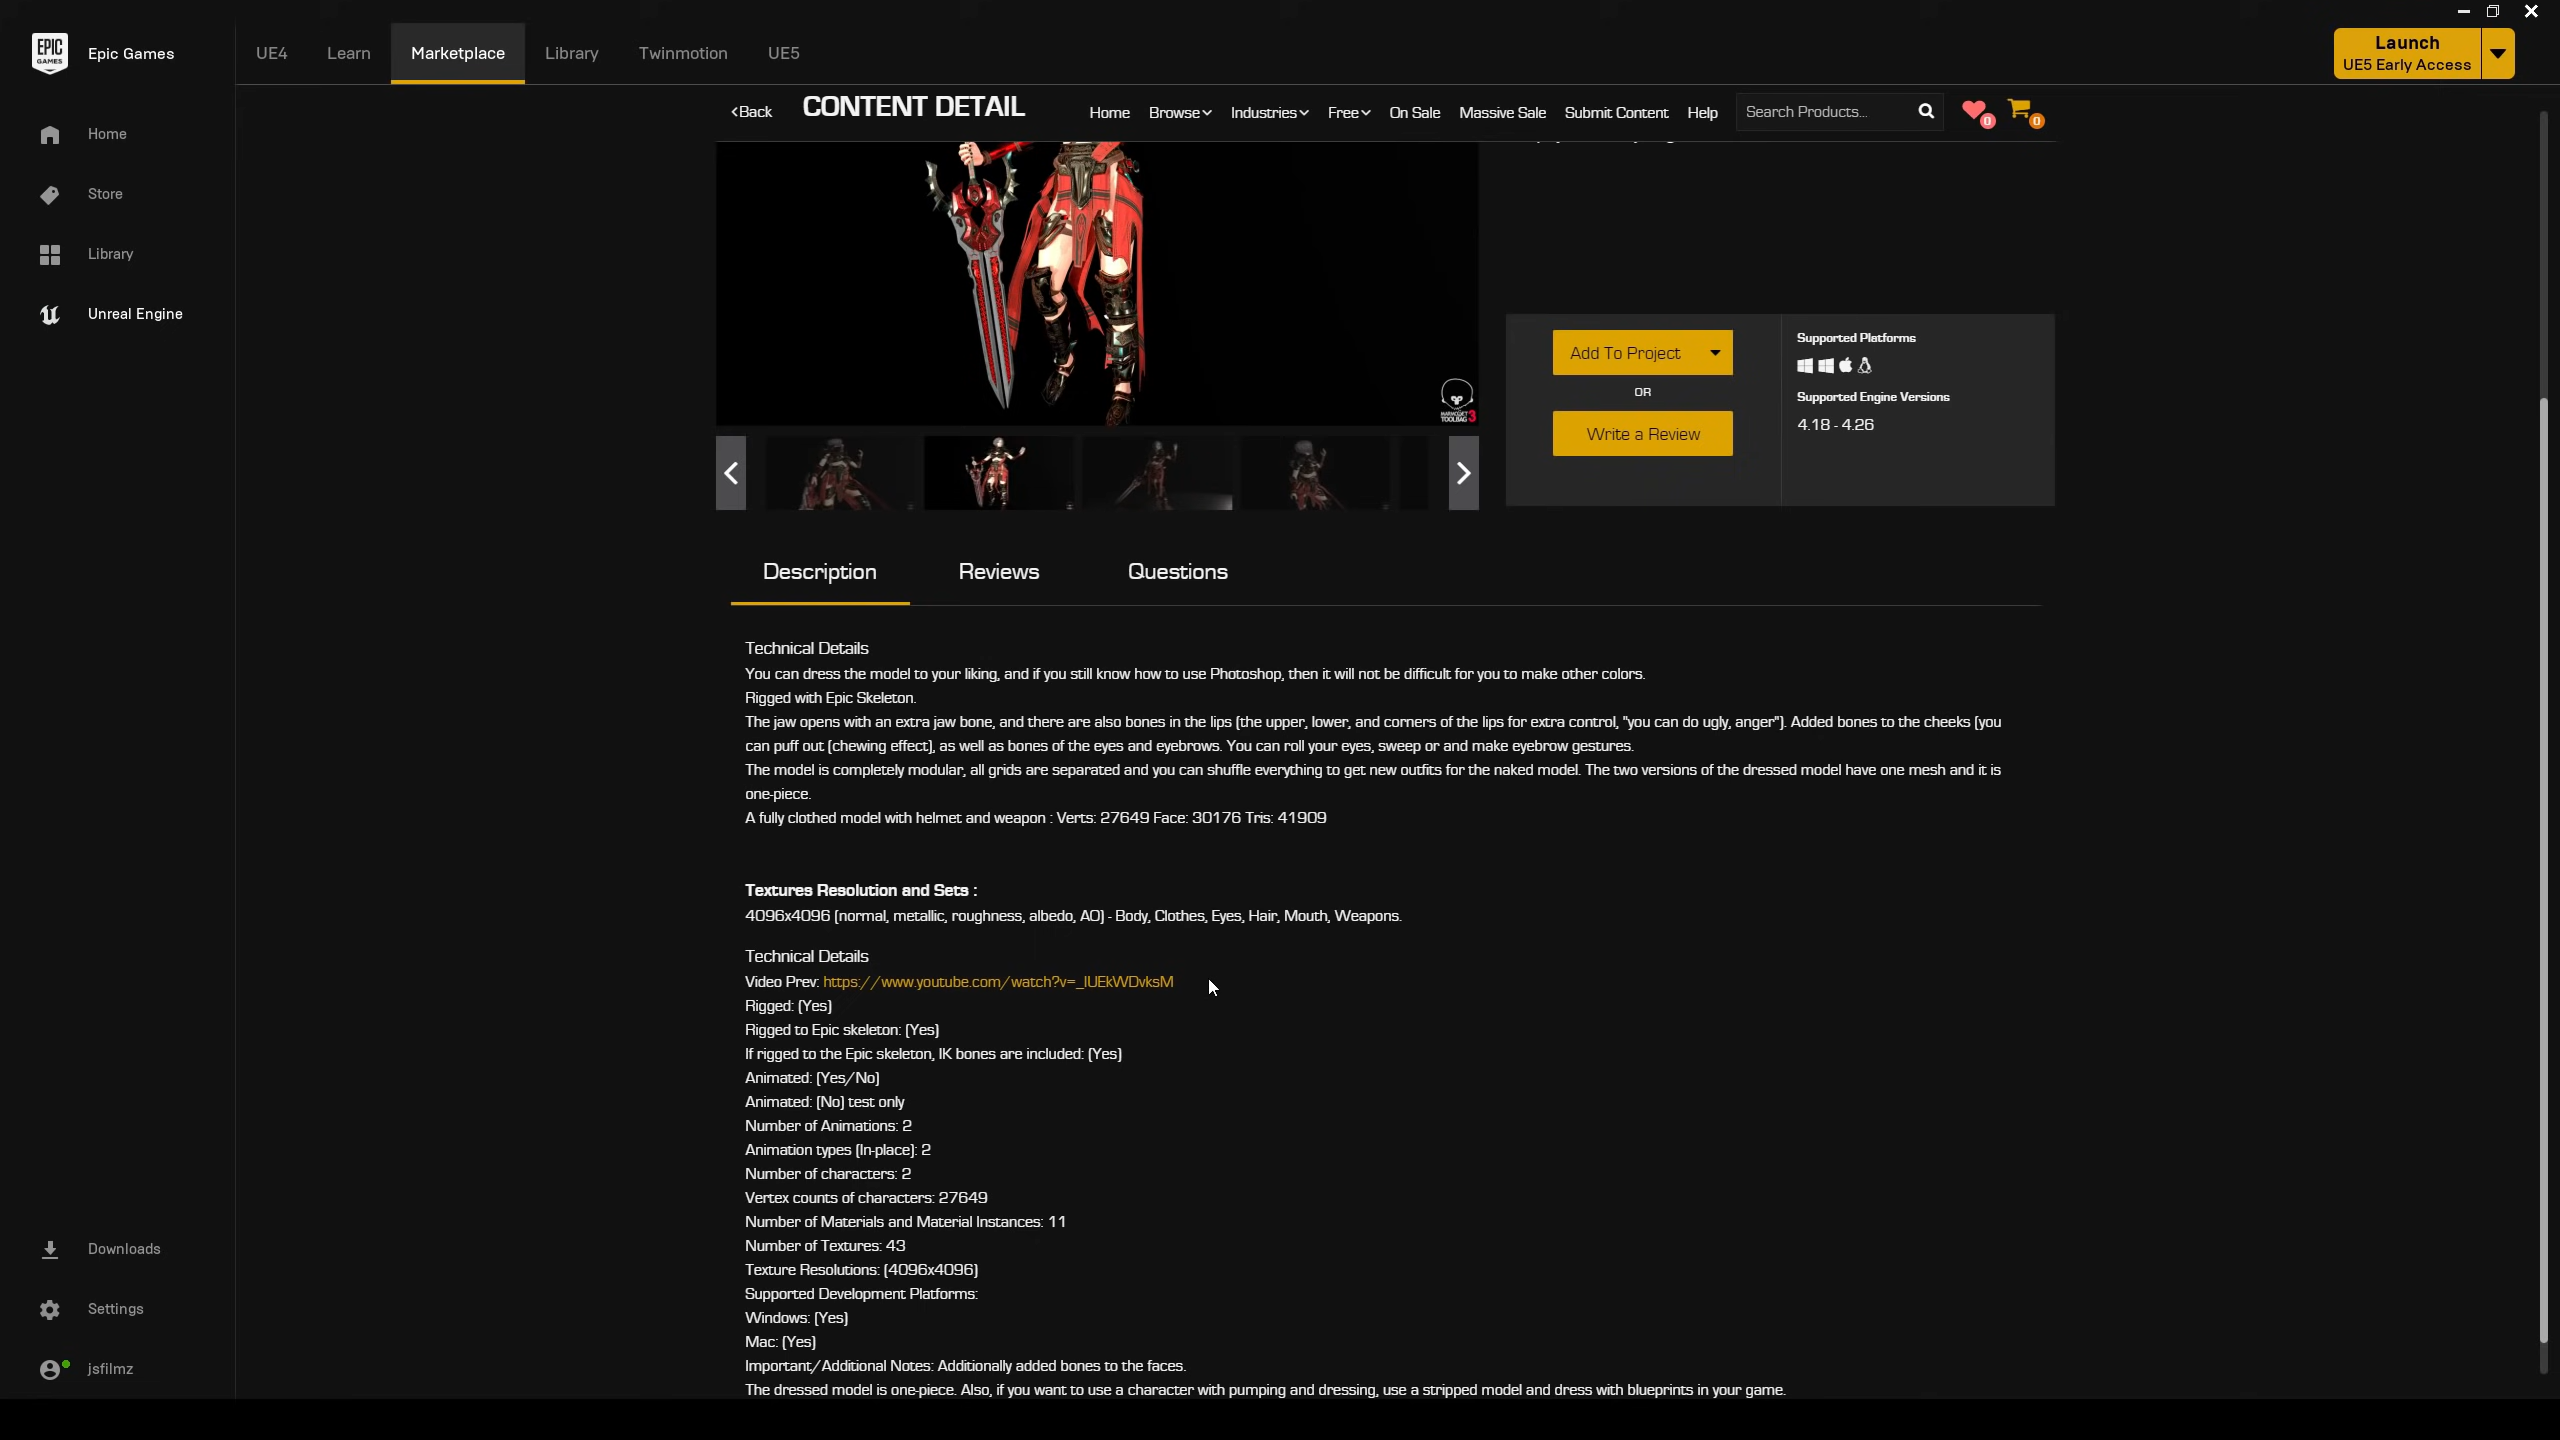 EPIC GAMES
Epic Games
UE4
Learn
Marketplace
Library
Twinmotion
UE5
Launch
UE5 Early Access
Home
Store
Library
Unreal Engine
Downloads
Settings
jsfilmz
<Back
CONTENT DETAIL
Home
Browse
Industries
Free
On Sale
Massive Sale
Submit Content
Help
Search Products...
0
0
MARMOSET
TOOLBAG 3
Add To Project
OR
Write a Review
Supported Platforms
Supported Engine Versions
4.18 - 4.26
Description
Reviews
Questions
Technical Details
You can dress the model to your liking, and if you still know how to use Photoshop, then it will not be difficult for you to make other colors.
Rigged with Epic Skeleton.
The jaw opens with an extra jaw bone, and there are also bones in the lips (the upper, lower, and corners of the lips for extra control, "you can do ugly, anger"). Added bones to the cheeks (you
can puff out (chewing effect), as well as bones of the eyes and eyebrows. You can roll your eyes, sweep or and make eyebrow gestures.
The model is completely modular, all grids are separated and you can shuffle everything to get new outfits for the naked model. The two versions of the dressed model have one mesh and it is
one-piece.
A fully clothed model with helmet and weapon : Verts: 27649 Face: 30176 Tris: 41909
Textures Resolution and Sets :
4096x4096 (normal, metallic, roughness, albedo, AO) - Body, Clothes, Eyes, Hair, Mouth, Weapons.
Technical Details
Video Prev: https://www.youtube.com/watch?v=_IUEkWDvksM
Rigged: (Yes)
Rigged to Epic skeleton: (Yes)
If rigged to the Epic skeleton, IK bones are included: (Yes)
Animated: (Yes/No)
Animated: (No) test only
Number of Animations: 2
Animation types (In-place): 2
Number of characters: 2
Vertex counts of characters: 27649
Number of Materials and Material Instances: 11
Number of Textures: 43
Texture Resolutions: (4096x4096)
Supported Development Platforms:
Windows: (Yes)
Mac: (Yes)
Important/Additional Notes: Additionally added bones to the faces.
The dressed model is one-piece. Also, if you want to use a character with pumping and dressing, use a stripped model and dress with blueprints in your game.